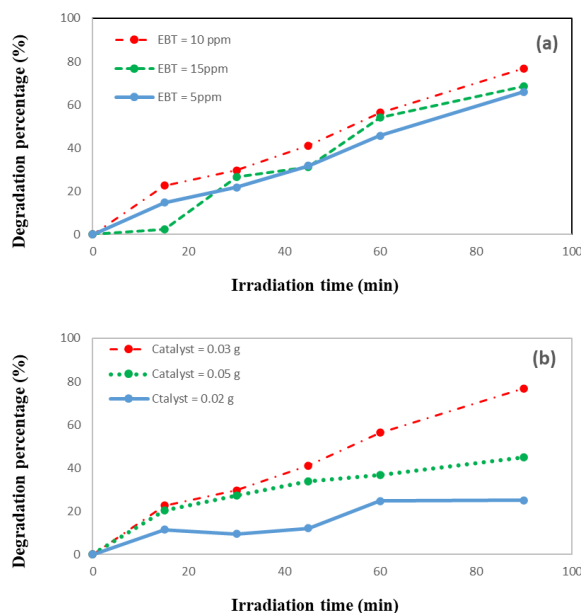 (a)
EBT = 10 ppm
EBT = 15ppm
EBT = 5ppm
Degradation percentage (%)
100
80
60
40
20
0
0 20 40 60 80 100
Irradiation time (min)
(b)
Catalyst = 0.03 g
Catalyst = 0.05 g
Ctalyst = 0.02 g
Degradation percentage (%)
100
80
60
40
20
0
0 20 40 60 80 100
Irradiation time (min)